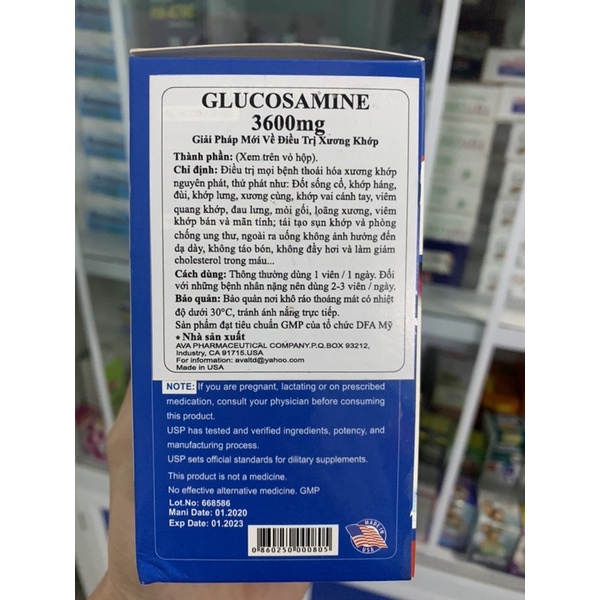 GLUCOSAMINE
3600mg
Giải Pháp Mới Về Điều Trị Xương Khớp
Thành phần: (Xem trên vỏ hộp).
Chỉ định: Điều trị mọi bệnh thoái hóa xương khớp
nguyên phát, thứ phát như: Đốt sống cổ, khớp háng,
đùi, khớp lưng, xương cùng, khớp vai cánh tay, viêm
quang khớp, đau lưng, mỏi gối, loãng xương, viêm
khớp bán và mãn tính; tái tạo sụn khớp và phòng
chống ung thư, ngoài ra uống không ảnh hưởng đến
dạ dày, không táo bón, không đầy hơi và làm giảm
cholesterol trong máu...
Cách dùng: Thông thường dùng 1 viên / 1 ngày. Đối
với những bệnh nhân nặng nên dùng 2-3 viên / ngày.
Bảo quản: Bảo quản nơi khô ráo thoáng mát có nhiệt
độ dưới 30°C, tránh ánh nắng trực tiếp.
Sản phẩm đạt tiêu chuẩn GMP của tổ chức DFA Mỹ
* Nhà sản xuất
AVA PHARMACEUTICAL COMPANY.P.Q.BOX 93212,
Industry, CA 91715.USA
For information: avaltd@yahoo.com
Made in USA
NOTE: If you are pregnant, lactating or on prescribed
medication, consult your physician before consuming
this product.
USP has tested and verified ingredients, potency, and
manufacturing process.
USP sets official standards for dilitary supplements.
This product is not a medicine.
No effective alternative medicine. GMP
Lot.No: 668586
Mani Date: 01.2020
Exp Date: 01.2023
0 860250 000805
MADE IN
USA